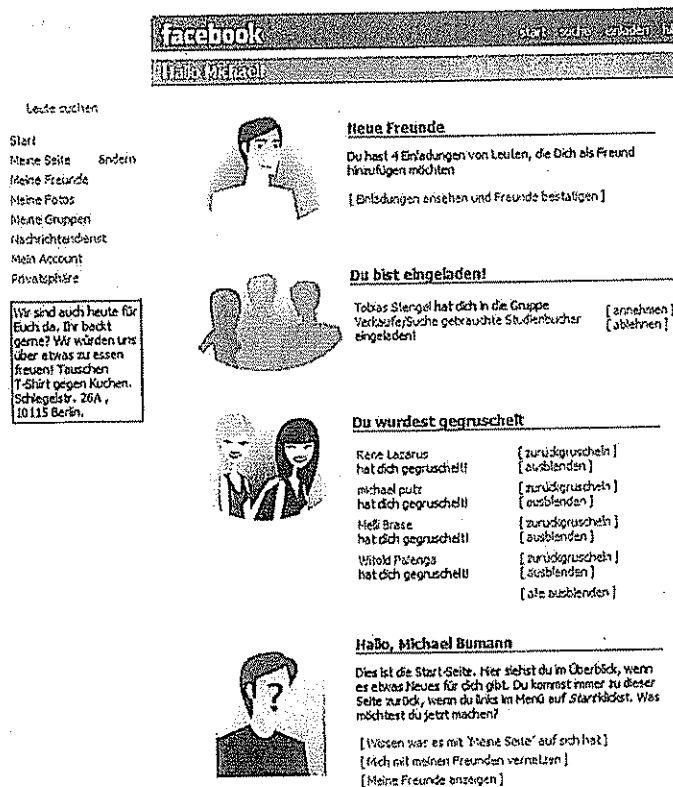 facebook
start suche einladen
Hallo Michael
Leute suchen
Start
Meine Seite ändern
Meine Freunde
Meine Fotos
Meine Gruppen
Nachrichtendienst
Mein Account
Privatsphäre
Wir sind auch heute für
Euch da. Ihr backt
gerne? Wir würden uns
über etwas zu essen
freuen! Tauschen
T-Shirt gegen Kuchen.
Schlegelstr. 26A ,
10115 Berlin.
Neue Freunde
Du hast 4 Einladungen von Leuten, die Dich als Freund
hinzufügen möchten
[ Einladungen ansehen und Freunde bestätigen ]
Du bist eingeladen!
Tobias Stengel hat dich in die Gruppe [ annehmen ]
Verkaufe/Suche gebrauchte Studienbücher [ ablehnen ]
eingeladen!
Du wurdest gegruschelt
Rene Lazarus [ zurückgruscheln ]
hat dich gegruschelt! [ ausblenden ]
michael putz [ zurückgruscheln ]
hat dich gegruschelt! [ ausblenden ]
Melli Brase [ zurückgruscheln ]
hat dich gegruschelt! [ ausblenden ]
Witold [ zurückgruscheln ]
hat dich gegruschelt! [ ausblenden ]
[ alle ausblenden ]
Hallo, Michael Bumann
Dies ist die Start-Seite. Hier siehst du im Überblick, wenn
es etwas Neues für dich gibt. Du kommst immer zu dieser
Seite zurück, wenn du links im Menü auf Start klickst. Was
möchtest du jetzt machen?
?
[ Wissen was es mit 'Meine Seite' auf sich hat ]
[ Mich mit meinen Freunden vernetzen ]
[ Meine Freunde anzeigen ]